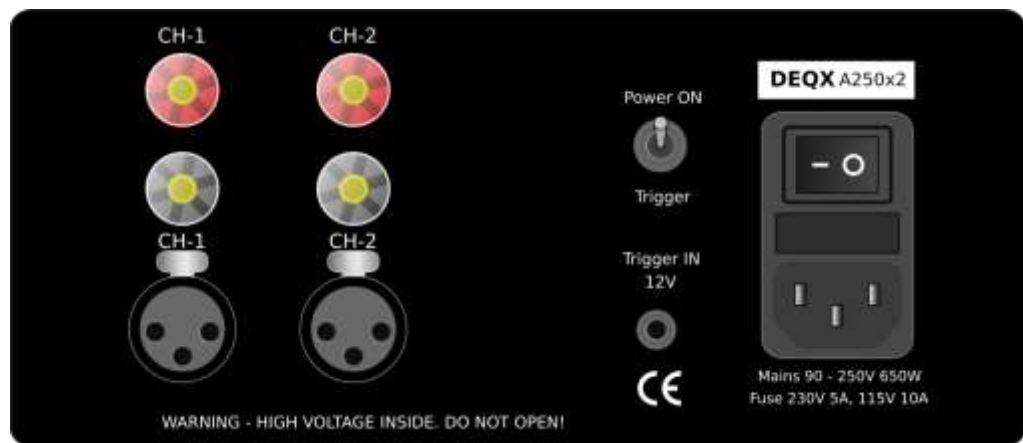 CH-1
CH-2
CH-1
CH-2
Power ON
Trigger
Trigger IN
12V
DEQX A250x2
Mains 90 - 250V 650W
Fuse 230V 5A, 115V 10A
CE
WARNING - HIGH VOLTAGE INSIDE. DO NOT OPEN!